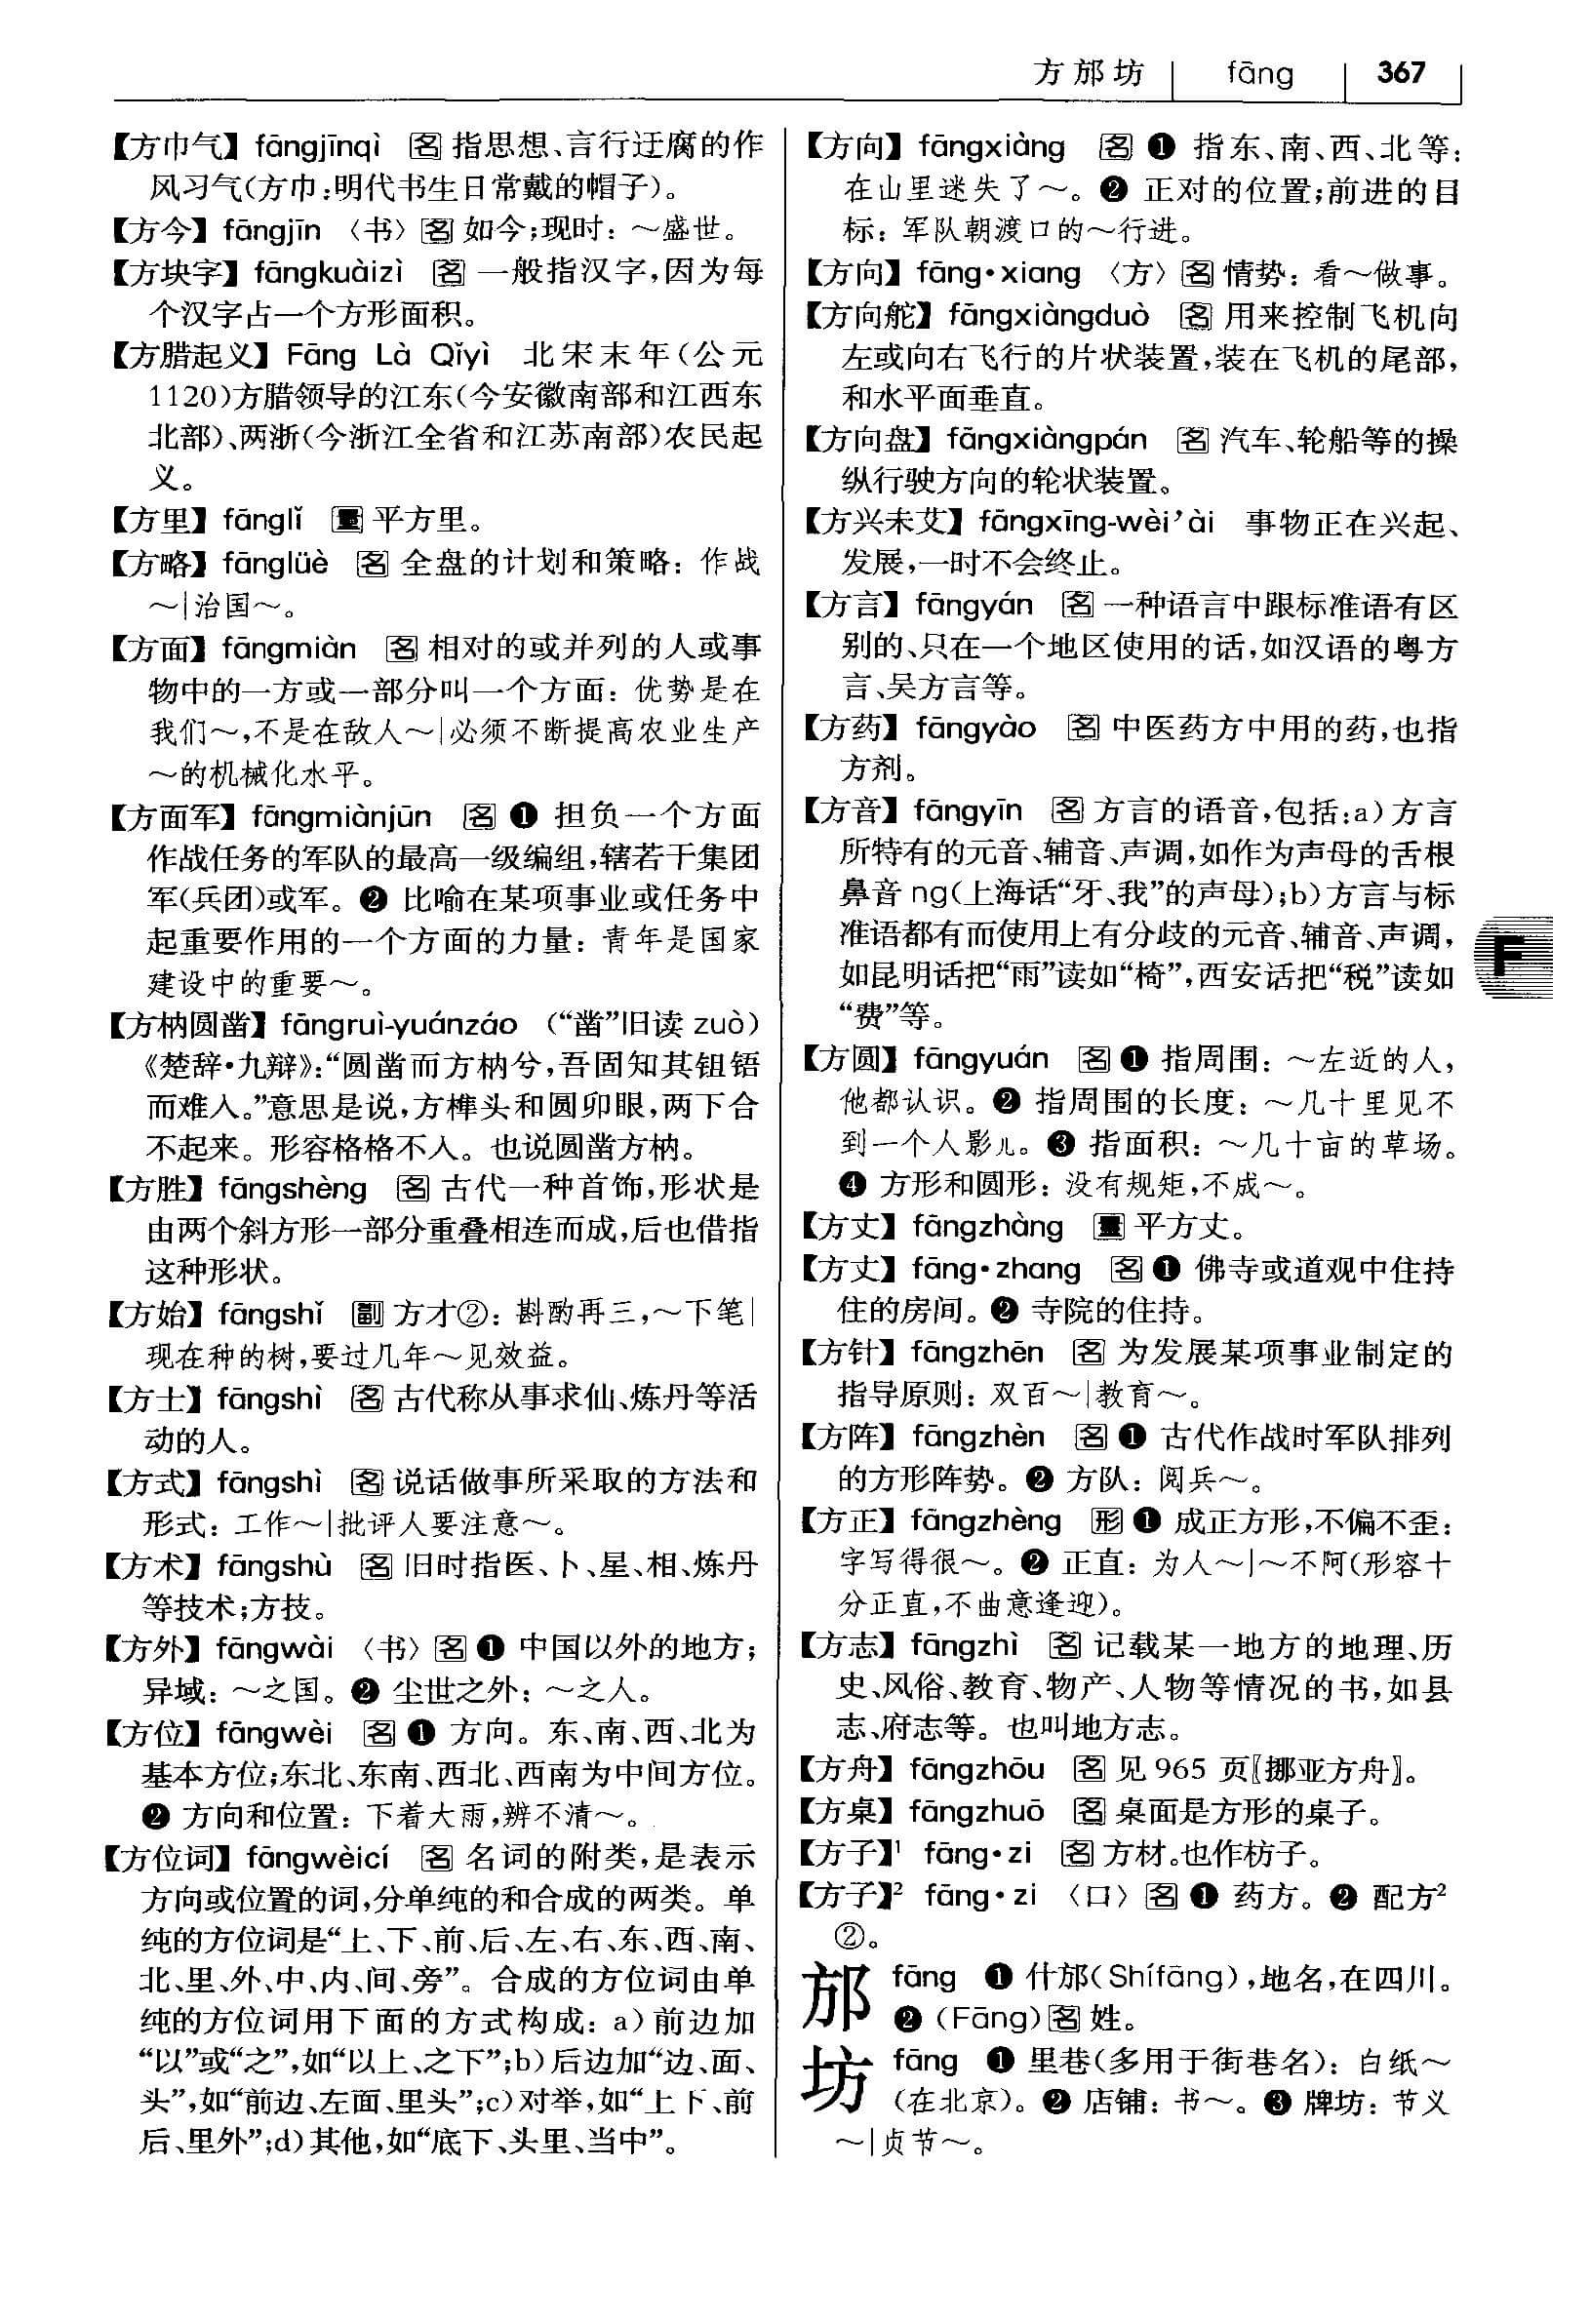 方邡坊 fāng 367
【方巾气】fāngjīnqì 名 指思想、言行迂腐的作
风习气(方巾:明代书生日常戴的帽子)。
【方今】fāngjīn 〈书〉名 如今;现时：～盛世。
【方块字】fāngkuàizì 名 一般指汉字,因为每
个汉字占一个方形面积。
【方腊起义】Fāng Là Qǐyì 北宋末年(公元
1120)方腊领导的江东(今安徽南部和江西东
北部)、两浙(今浙江全省和江苏南部)农民起
义。
【方里】fānglǐ 量 平方里。
【方略】fānglüè 名 全盘的计划和策略：作战
～|治国～。
【方面】fāngmiàn 名 相对的或并列的人或事
物中的一方或一部分叫一个方面：优势是在
我们～,不是在敌人～|必须不断提高农业生产
～的机械化水平。
【方面军】fāngmiànjūn 名 ❶ 担负一个方面
作战任务的军队的最高一级编组,辖若干集团
军(兵团)或军。❷ 比喻在某项事业或任务中
起重要作用的一个方面的力量：青年是国家
建设中的重要～。
【方枘圆凿】fāngruì-yuánzáo （“凿”旧读 zuò）
《楚辞·九辩》:“圆凿而方枘兮,吾固知其钼铻
而难入。”意思是说,方榫头和圆卯眼,两下合
不起来。形容格格不入。也说圆凿方枘。
【方胜】fāngshèng 名 古代一种首饰,形状是
由两个斜方形一部分重叠相连而成,后也借指
这种形状。
【方始】fāngshǐ 副 方才②：斟酌再三,～下笔|
现在种的树,要过几年～见效益。
【方士】fāngshì 名 古代称从事求仙、炼丹等活
动的人。
【方式】fāngshì 名 说话做事所采取的方法和
形式：工作～|批评人要注意～。
【方术】fāngshù 名 旧时指医、卜、星、相、炼丹
等技术;方技。
【方外】fāngwài 〈书〉名 ❶ 中国以外的地方;
异域：～之国。❷ 尘世之外：～之人。
【方位】fāngwèi 名 ❶ 方向。东、南、西、北为
基本方位;东北、东南、西北、西南为中间方位。
❷ 方向和位置：下着大雨,辨不清～。
【方位词】fāngwèicí 名 名词的附类,是表示
方向或位置的词,分单纯的和合成的两类。单
纯的方位词是“上、下、前、后、左、右、东、西、南、
北、里、外、中、内、间、旁”。合成的方位词由单
纯的方位词用下面的方式构成：a)前边加
“以”或“之”,如“以上、之下”;b)后边加“边、面、
头”,如“前边、左面、里头”;c)对举,如“上下、前
后、里外”;d)其他,如“底下、头里、当中”。
【方向】fāngxiàng 名 ❶ 指东、南、西、北等：
在山里迷失了～。❷ 正对的位置;前进的目
标：军队朝渡口的～行进。
【方向】fāng·xiang 〈方〉名 情势：看～做事。
【方向舵】fāngxiàngduò 名 用来控制飞机向
左或向右飞行的片状装置,装在飞机的尾部,
和水平面垂直。
【方向盘】fāngxiàngpán 名 汽车、轮船等的操
纵行驶方向的轮状装置。
【方兴未艾】fāngxīng-wèi’ài 事物正在兴起、
发展,一时不会终止。
【方言】fāngyán 名 一种语言中跟标准语有区
别的、只在一个地区使用的话,如汉语的粤方
言、吴方言等。
【方药】fāngyào 名 中医药方中用的药,也指
方剂。
【方音】fāngyīn 名 方言的语音,包括:a)方言
所特有的元音、辅音、声调,如作为声母的舌根
鼻音 ng(上海话“牙、我”的声母);b)方言与标
准语都有而使用上有分歧的元音、辅音、声调,
如昆明话把“雨”读如“椅”,西安话把“税”读如
“费”等。
F
【方圆】fāngyuán 名 ❶ 指周围：～左近的人,
他都认识。❷ 指周围的长度：～几十里见不
到一个人影儿。❸ 指面积：～几十亩的草场。
❹ 方形和圆形：没有规矩,不成～。
【方丈】fāngzhàng 量 平方丈。
【方丈】fāng·zhang 名 ❶ 佛寺或道观中住持
住的房间。❷ 寺院的住持。
【方针】fāngzhēn 名 为发展某项事业制定的
指导原则：双百～|教育～。
【方阵】fāngzhèn 名 ❶ 古代作战时军队排列
的方形阵势。❷ 方队：阅兵～。
【方正】fāngzhèng 形 ❶ 成正方形,不偏不歪：
字写得很～。❷ 正直：为人～|～不阿(形容十
分正直,不曲意逢迎)。
【方志】fāngzhì 名 记载某一地方的地理、历
史、风俗、教育、物产、人物等情况的书,如县
志、府志等。也叫地方志。
【方舟】fāngzhōu 名 见 965 页〖挪亚方舟〗。
【方桌】fāngzhuō 名 桌面是方形的桌子。
【方子】¹ fāng·zi 名 方材。也作枋子。
【方子】² fāng·zi 〈口〉名 ❶ 药方。❷ 配方²
②。
邡 fāng ❶ 什邡(Shífāng),地名,在四川。
❷ (Fāng)名 姓。
坊 fāng ❶ 里巷(多用于街巷名)：白纸～
(在北京)。❷ 店铺：书～。❸ 牌坊：节义
～|贞节～。